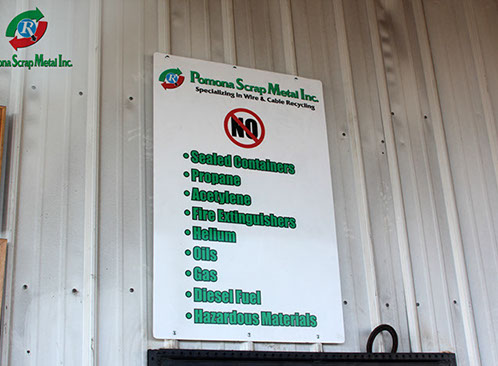 R
omona Scrap Metal Inc.
R
Pomona Scrap Metal Inc.
Specializing in Wire & Cable Recycling
NO
• Sealed Containers
• Propane
• Acetylene
• Fire Extinguishers
• Helium
• Oils
• Gas
• Diesel Fuel
• Hazardous Materials